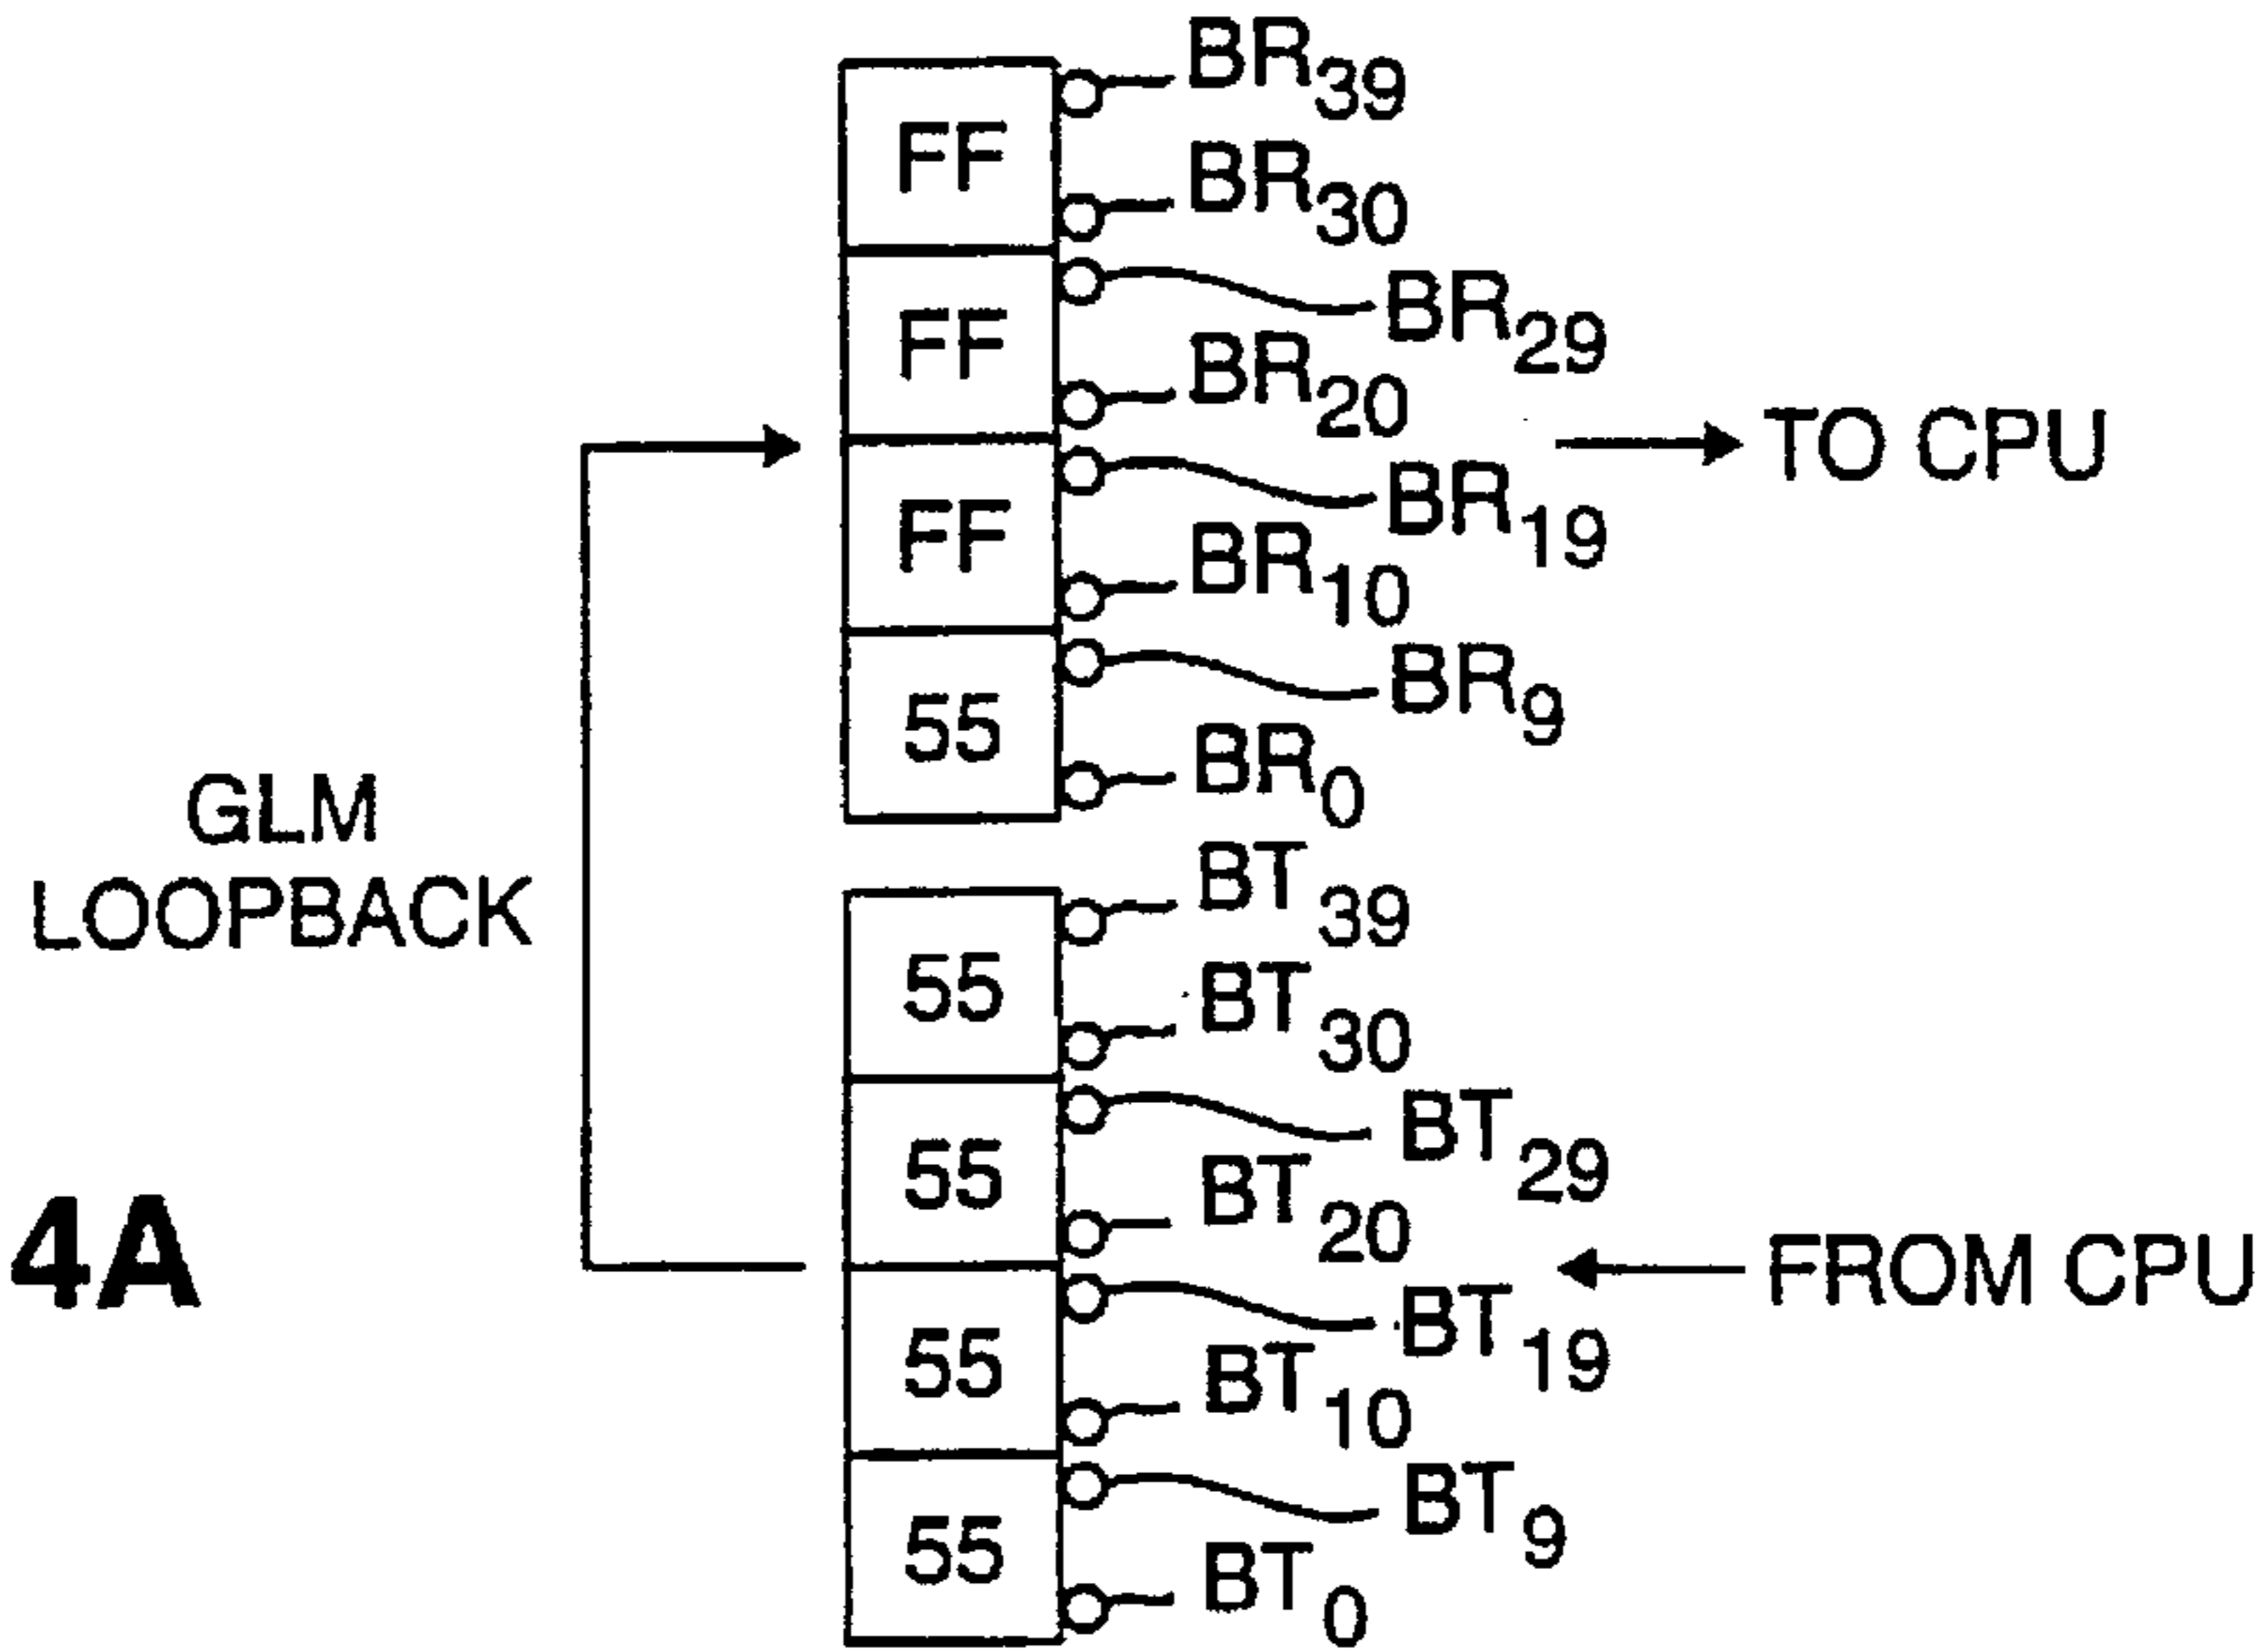 BR39
FF
BR30
BR29
FF
BR20
TO CPU
BR19
FF
BR10
BR9
55
BR0
GLM
LOOPBACK
BT39
55
BT30
BT29
55
BT20
4A
FROM CPU
BT19
55
BT10
BT9
55
BT0